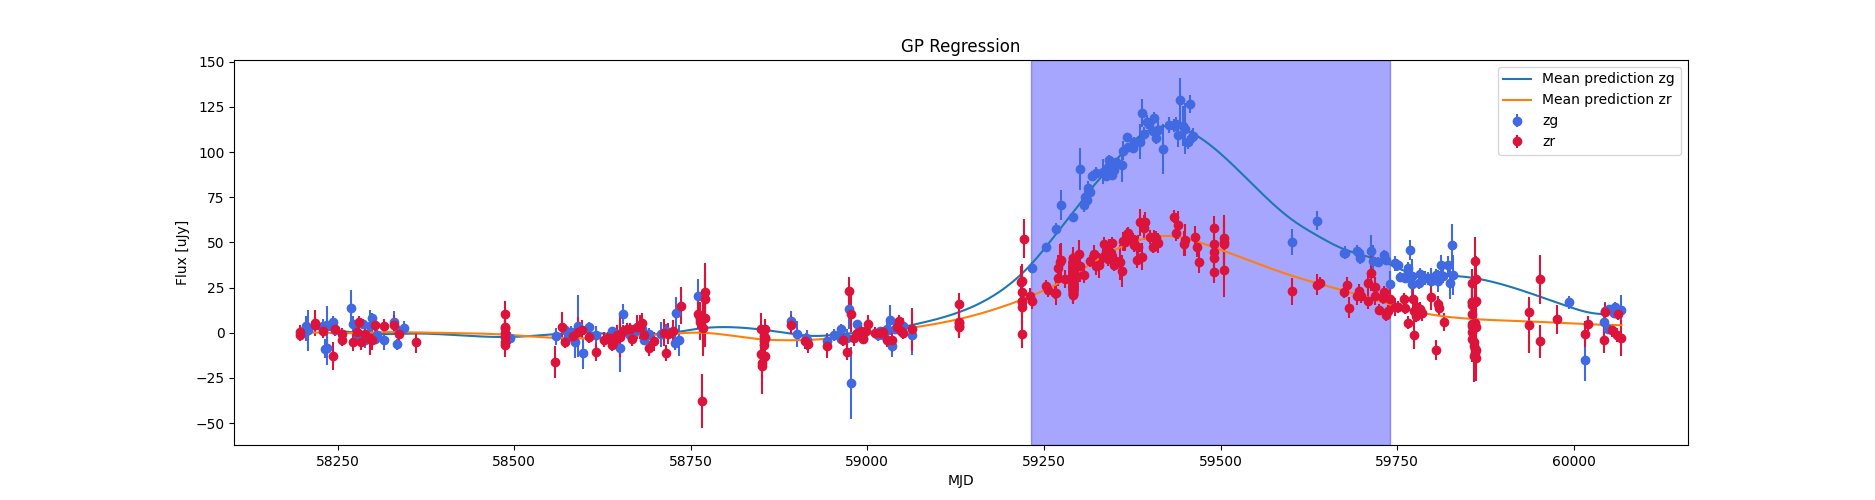 GP Regression
150
125
100
75
50
25
0
−25
−50
Flux [uJy]
58250
58500
58750
59000
59250
59500
59750
60000
MJD
Mean prediction zg
Mean prediction zr
zg
zr